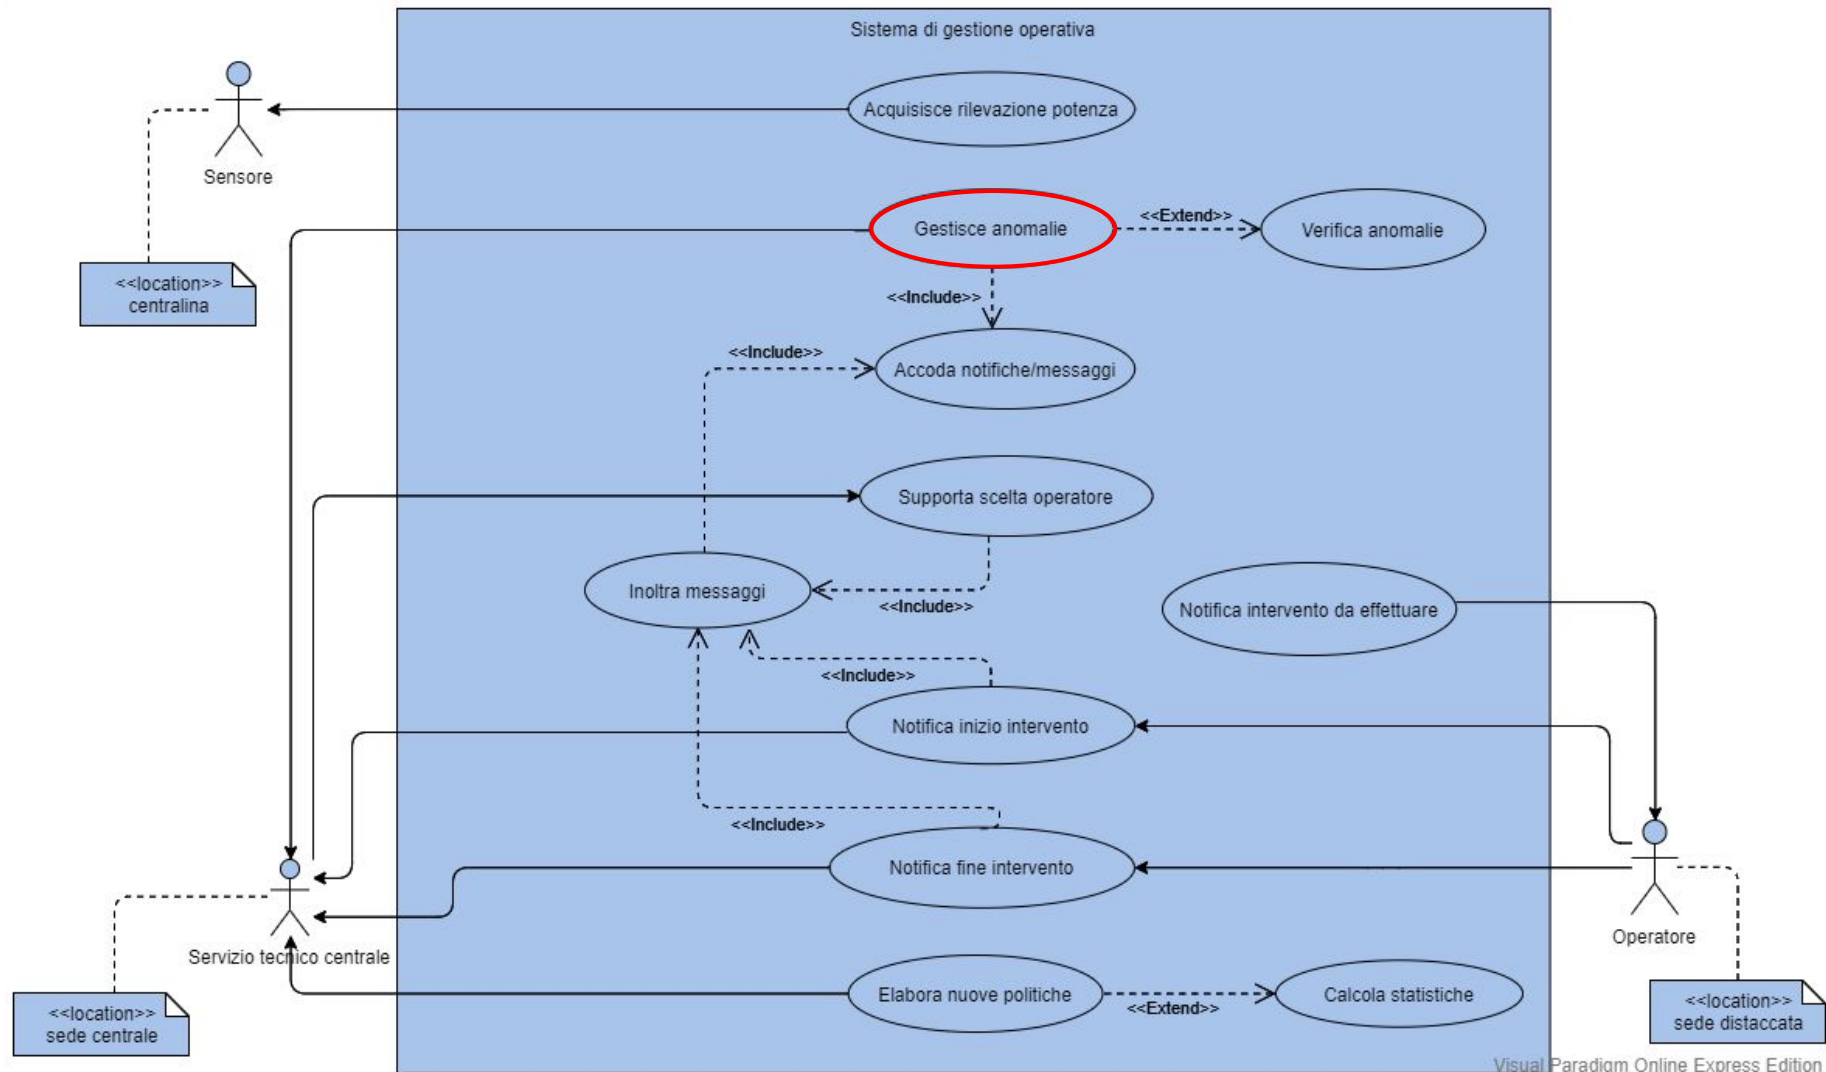 Sistema di gestione operativa
Acquisisce rilevazione potenza
Sensore
Gestisce anomalie
<<Extend>>
Verifica anomalie
<<location>>
centralina
<<Include>>
<<Include>>
Accoda notifiche/messaggi
Supporta scelta operatore
Inoltra messaggi
<<Include>>
Notifica intervento da effettuare
<<Include>>
Notifica inizio intervento
<<Include>>
Notifica fine intervento
Operatore
Servizio tecnico centrale
Elabora nuove politiche
<<Extend>>
Calcola statistiche
<<location>>
sede centrale
<<location>>
sede distaccata
Visual Paradigm Online Express Edition